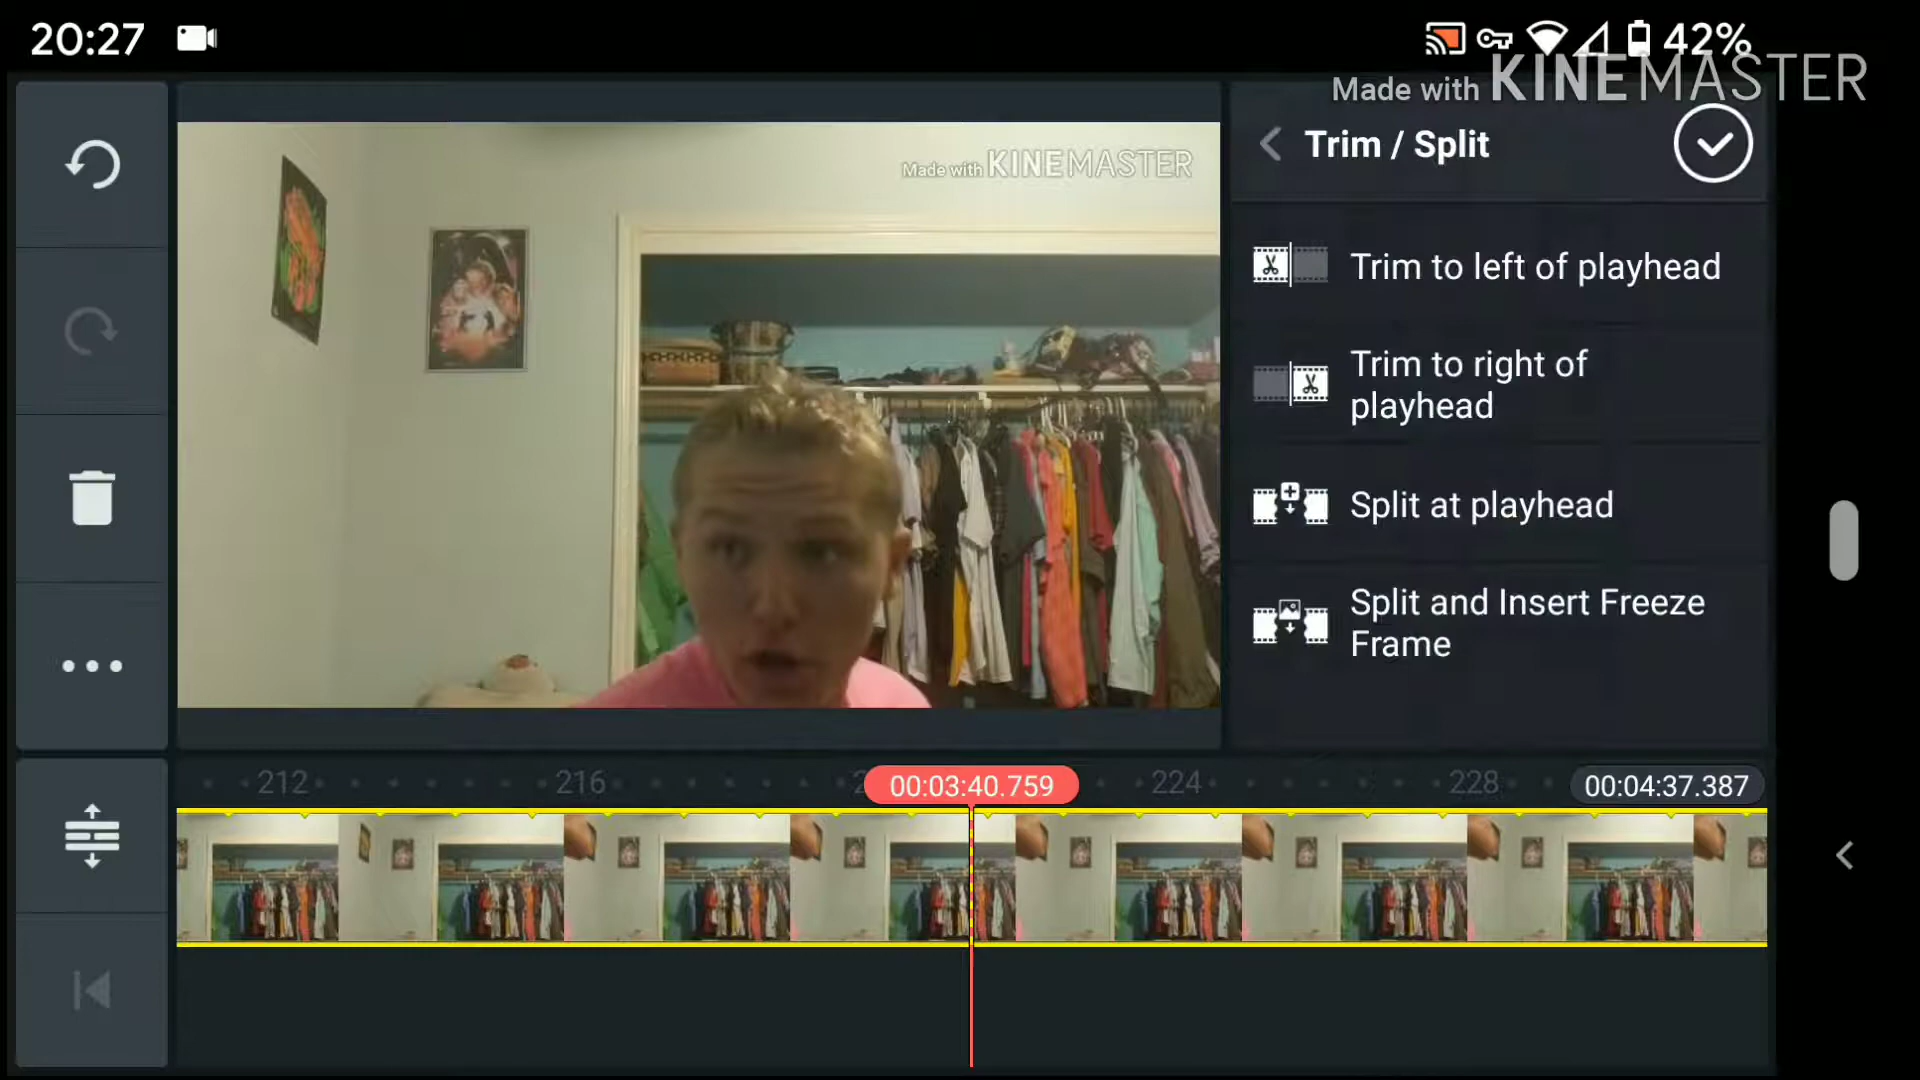 20:27
42%
Made with KINEMASTER
Made with KINEMASTER
Trim / Split
Trim to left of playhead
Trim to right of
playhead
Split at playhead
Split and Insert Freeze
Frame
212
216
00:03:40.759
224
228
00:04:37.387